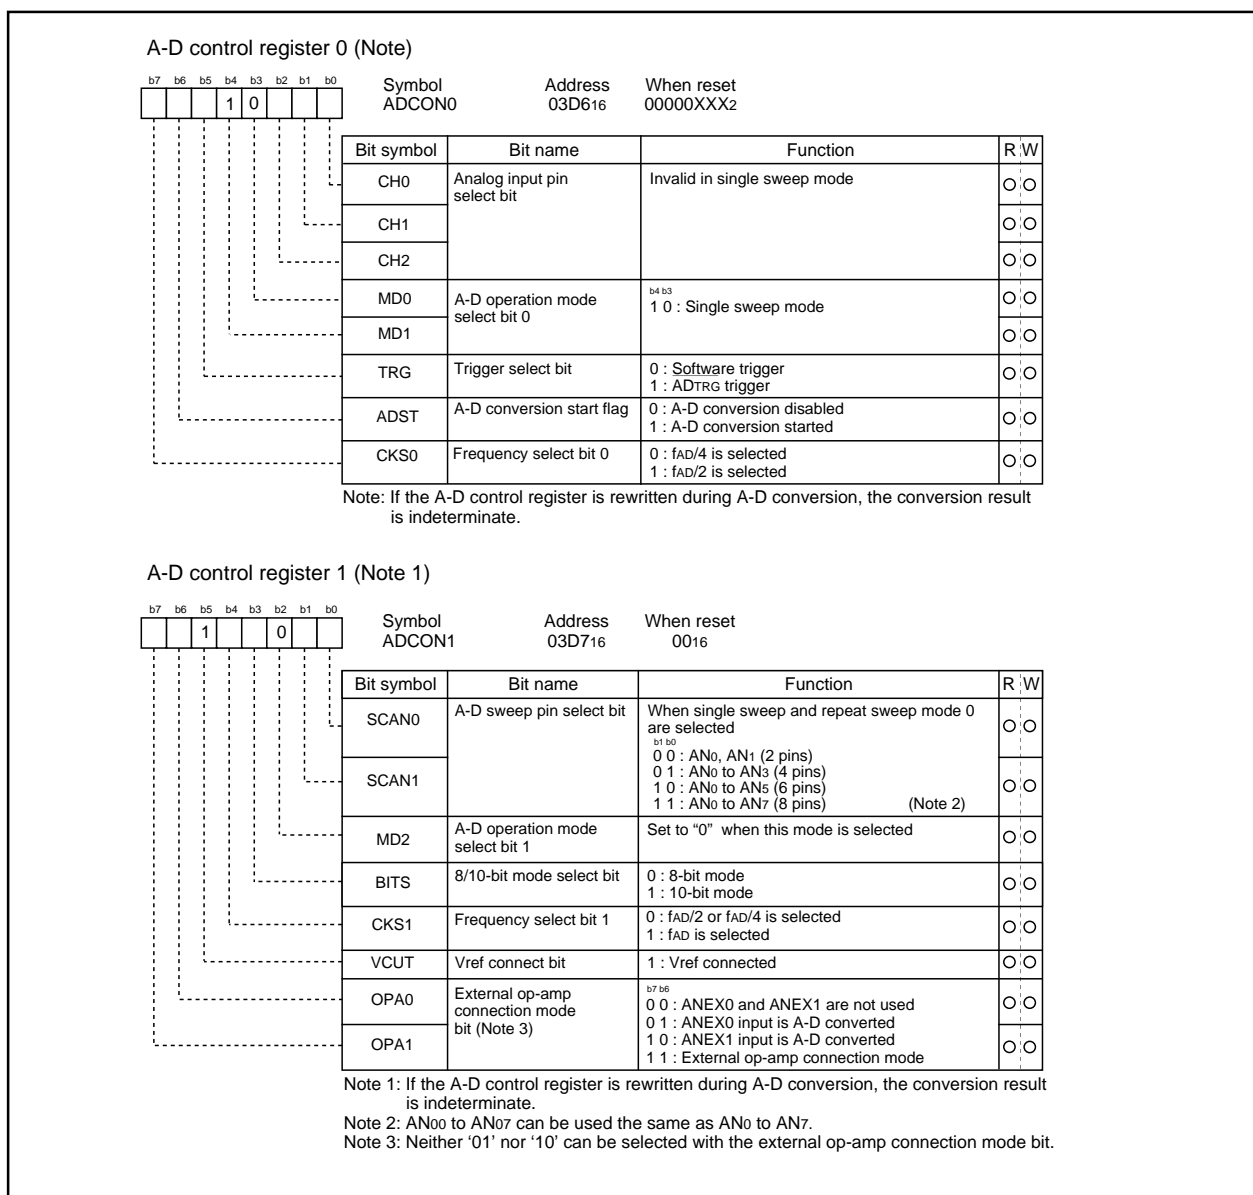 A-D control register 0 (Note)
b7 b6 b5 b4 b3 b2 b1 b0
1 0
Symbol Address When reset
ADCON0 03D616 00000XXX2
Bit symbol Bit name Function R W
CH0 Analog input pin select bit Invalid in single sweep mode
CH1
CH2
MD0 A-D operation mode select bit 0
b4 b3
1 0 : Single sweep mode
MD1
TRG Trigger select bit 0 : Software trigger
1 : ADTRG trigger
ADST A-D conversion start flag 0 : A-D conversion disabled
1 : A-D conversion started
CKS0 Frequency select bit 0 0 : fAD/4 is selected
1 : fAD/2 is selected
Note: If the A-D control register is rewritten during A-D conversion, the conversion result
is indeterminate.
A-D control register 1 (Note 1)
b7 b6 b5 b4 b3 b2 b1 b0
1 0
Symbol Address When reset
ADCON1 03D716 0016
Bit symbol Bit name Function R W
SCAN0 A-D sweep pin select bit When single sweep and repeat sweep mode 0
are selected
b1 b0
0 0 : AN0, AN1 (2 pins)
0 1 : AN0 to AN3 (4 pins)
SCAN1
1 0 : AN0 to AN5 (6 pins)
1 1 : AN0 to AN7 (8 pins) (Note 2)
MD2 A-D operation mode select bit 1 Set to “0” when this mode is selected
BITS 8/10-bit mode select bit 0 : 8-bit mode
1 : 10-bit mode
CKS1 Frequency select bit 1 0 : fAD/2 or fAD/4 is selected
1 : fAD is selected
VCUT Vref connect bit 1 : Vref connected
OPA0 External op-amp connection mode bit (Note 3)
b7 b6
0 0 : ANEX0 and ANEX1 are not used
0 1 : ANEX0 input is A-D converted
OPA1
1 0 : ANEX1 input is A-D converted
1 1 : External op-amp connection mode
Note 1: If the A-D control register is rewritten during A-D conversion, the conversion result
is indeterminate.
Note 2: AN00 to AN07 can be used the same as AN0 to AN7.
Note 3: Neither ‘01’ nor ‘10’ can be selected with the external op-amp connection mode bit.